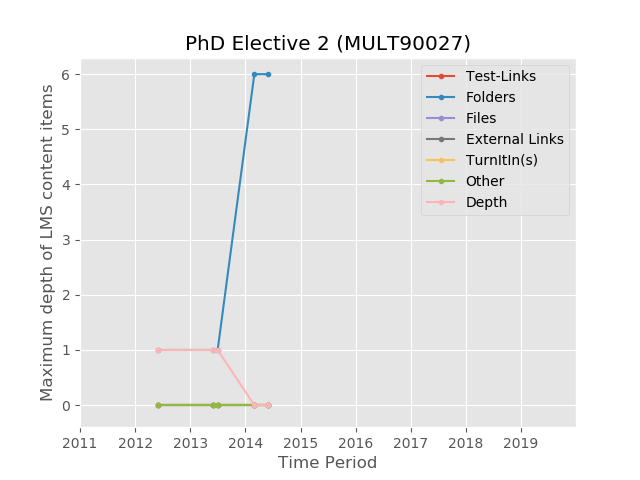 PhD Elective 2 (MULT90027)
Maximum depth of LMS content items
6
5
4
3
2
1
0
Test-Links
Folders
Files
External Links
TurnItIn(s)
Other
Depth
2011 2012 2013 2014 2015 2016 2017 2018 2019
Time Period